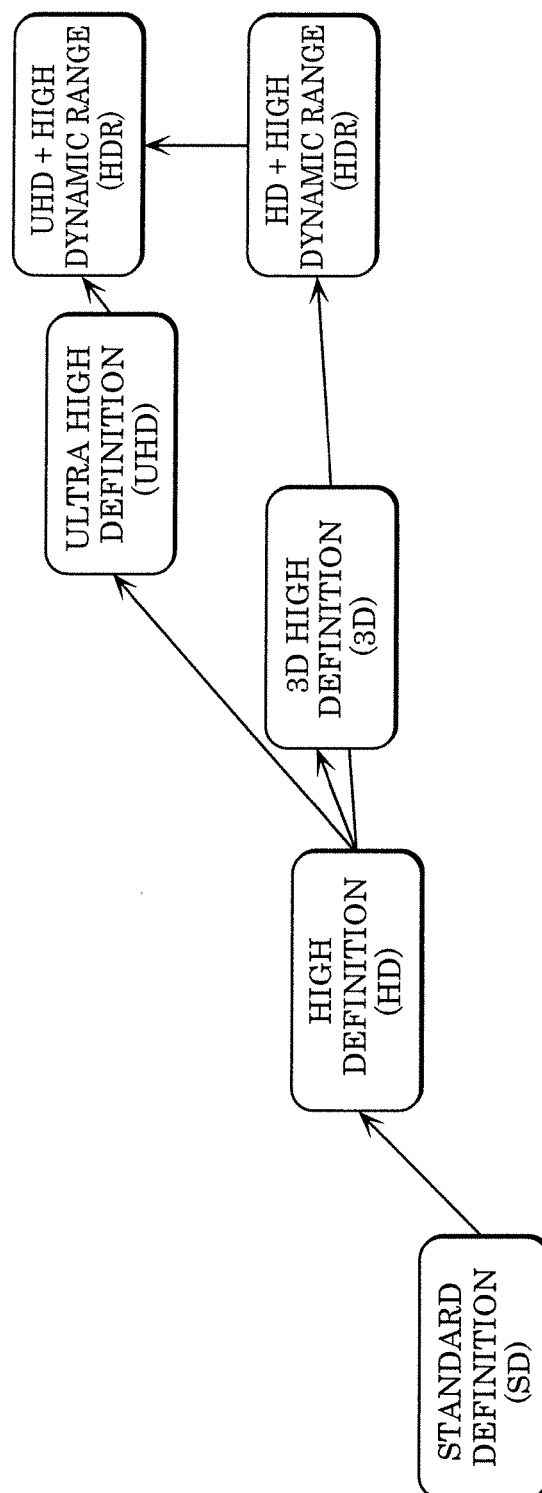 STANDARD
DEFINITION
(SD)
HIGH
DEFINITION
(HD)
3D HIGH
DEFINITION
(3D)
ULTRA HIGH
DEFINITION
(UHD)
HD + HIGH
DYNAMIC RANGE
(HDR)
UHD + HIGH
DYNAMIC RANGE
(HDR)